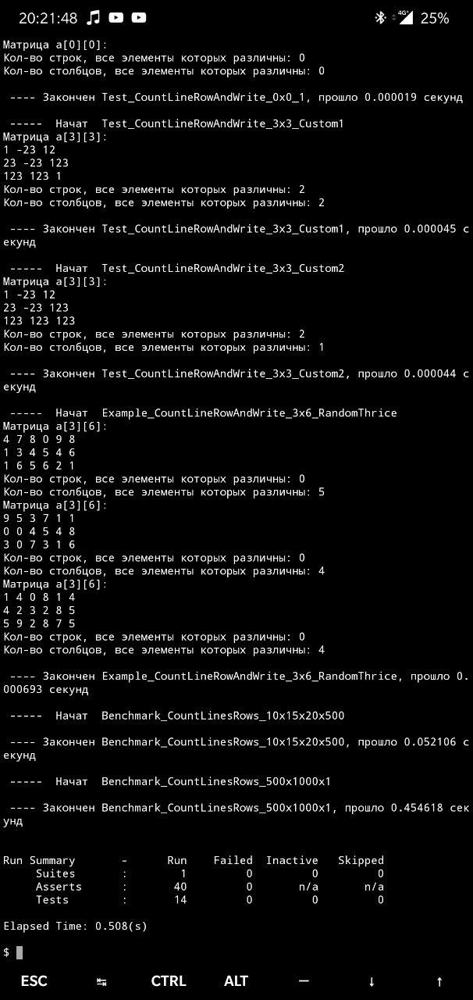 20:21:48 4G+ 25%
Матрица a[0][0]:
Кол-во строк, все элементы которых различны: 0
Кол-во столбцов, все элементы которых различны: 0
---- Закончен Test_CountLineRowAndWrite_0x0_1, прошло 0.000019 секунд
----- Начат Test_CountLineRowAndWrite_3x3_Custom1
Матрица a[3][3]:
1 -23 12
23 -23 123
123 123 1
Кол-во строк, все элементы которых различны: 2
Кол-во столбцов, все элементы которых различны: 2
---- Закончен Test_CountLineRowAndWrite_3x3_Custom1, прошло 0.000045 с
екунд
----- Начат Test_CountLineRowAndWrite_3x3_Custom2
Матрица a[3][3]:
1 -23 12
23 -23 123
123 123 123
Кол-во строк, все элементы которых различны: 2
Кол-во столбцов, все элементы которых различны: 1
---- Закончен Test_CountLineRowAndWrite_3x3_Custom2, прошло 0.000044 с
екунд
----- Начат Example_CountLineRowAndWrite_3x6_RandomThrice
Матрица a[3][6]:
4 7 8 0 9 8
1 3 4 5 4 6
1 6 5 6 2 1
Кол-во строк, все элементы которых различны: 0
Кол-во столбцов, все элементы которых различны: 5
Матрица a[3][6]:
9 5 3 7 1 1
0 0 4 5 4 8
3 0 7 3 1 6
Кол-во строк, все элементы которых различны: 0
Кол-во столбцов, все элементы которых различны: 4
Матрица a[3][6]:
1 4 0 8 1 4
4 2 3 2 8 5
5 9 2 8 7 5
Кол-во строк, все элементы которых различны: 0
Кол-во столбцов, все элементы которых различны: 4
---- Закончен Example_CountLineRowAndWrite_3x6_RandomThrice, прошло 0.
000693 секунд
----- Начат Benchmark_CountLinesRows_10x15x20x500
---- Закончен Benchmark_CountLinesRows_10x15x20x500, прошло 0.052106 с
екунд
----- Начат Benchmark_CountLinesRows_500x1000x1
---- Закончен Benchmark_CountLinesRows_500x1000x1, прошло 0.454618 сек
унд
Run Summary - Run Failed Inactive Skipped
Suites : 1 0 0 0
Asserts : 40 0 n/a n/a
Tests : 14 0 0 0
Elapsed Time: 0.508(s)
$
ESC ↹ CTRL ALT — ↓ ↑